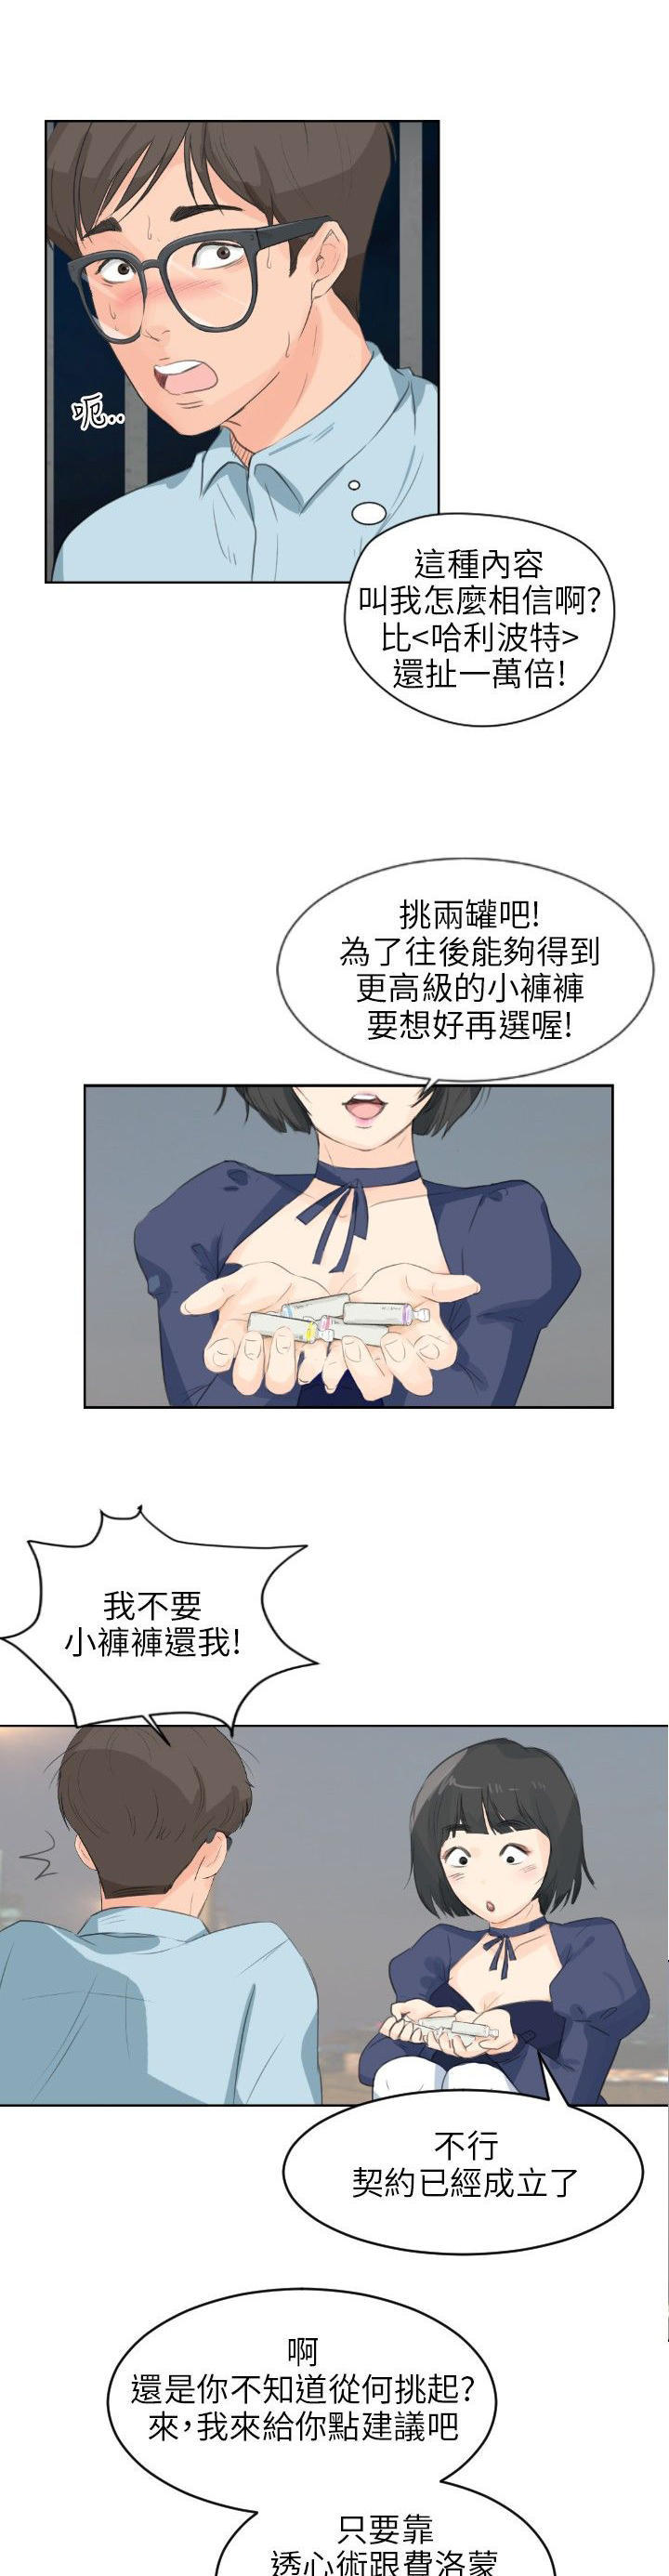 呃..
這種內容
叫我怎麼相信啊?
比<哈利波特>
還扯一萬倍!
挑兩罐吧!
為了往後能夠得到
更高級的小褲褲
要想好再選喔!
我不要
小褲褲還我!
不行
契約已經成立了
啊
還是你不知道從何挑起?
來,我來給你點建議吧
只要靠
透心術跟費洛蒙